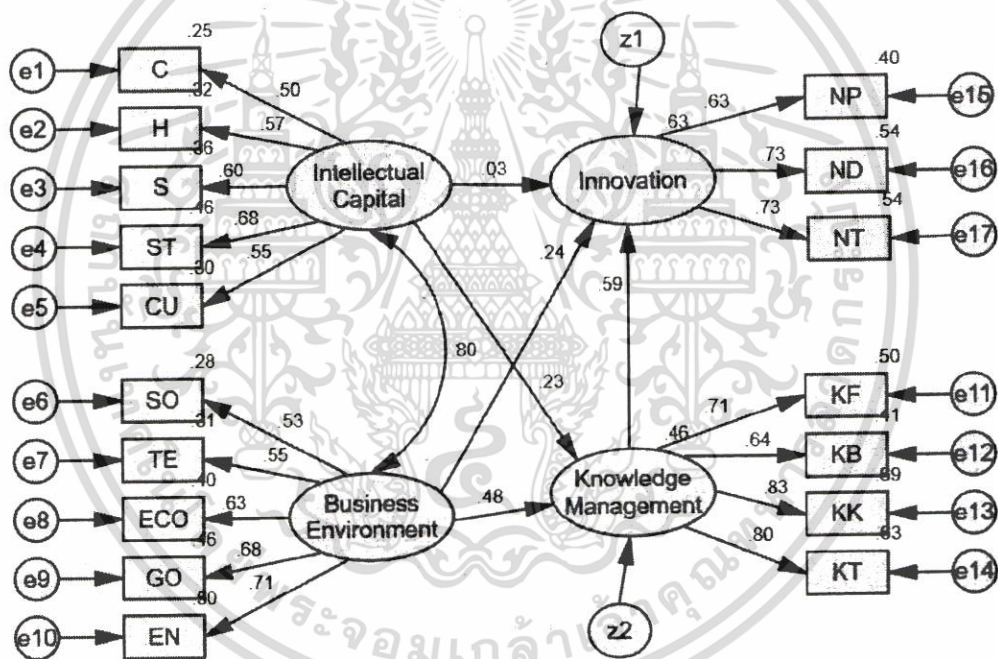 .25
e1 C
.32 .50
e2 H .57
.36
e3 S .60
.46
e4 ST .68
.30
e5 CU .55
Intellectual
Capital
.03
z1
.63
Innovation
.63 NP .40 e15
.73 ND .54 e16
.73 NT .54 e17
.24
.59
.80
.23
.28
e6 SO .53
.31
e7 TE .55
.40
e8 ECO .63
.46
e9 GO .68
e10 EN .71
Business
Environment
.48
.46
Knowledge
Management
z2
.71 KF .50 e11
.64 KB .41 e12
.83 KK e13
.80 KT .63 e14